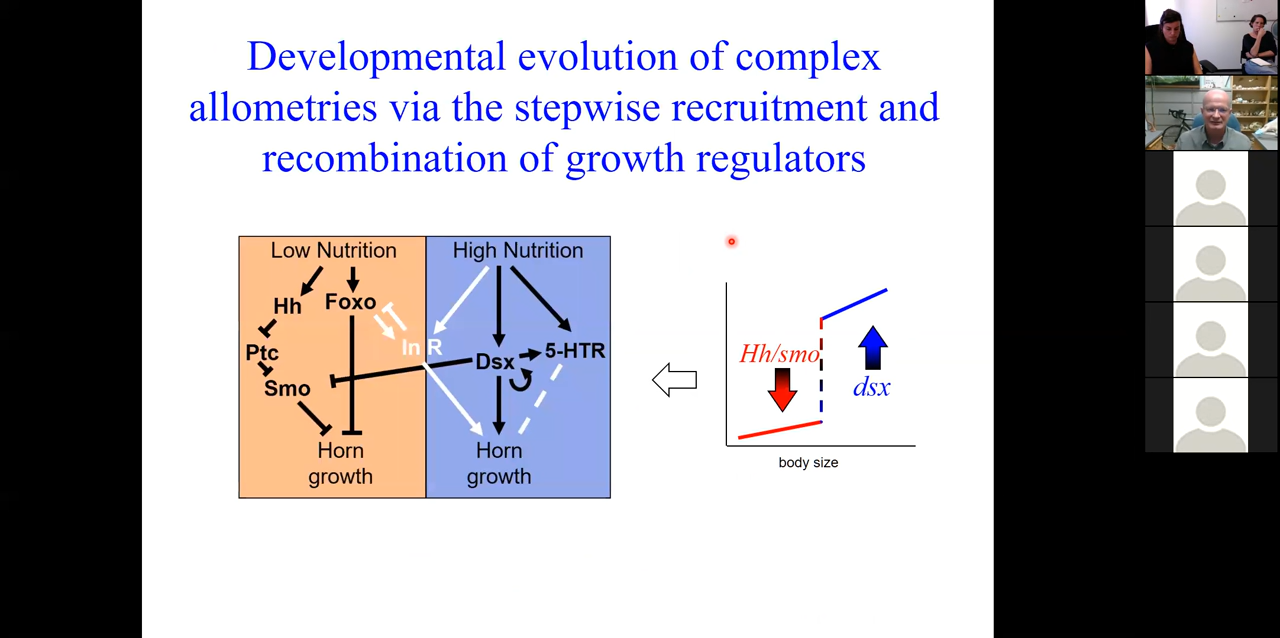 Developmental evolution of complex
allometries via the stepwise recruitment and
recombination of growth regulators
Low Nutrition
High Nutrition
Hh
Foxo
Ptc
In R
Dsx
5-HTR
Smo
Horn
growth
Horn
growth
Hh/smo
dsx
body size